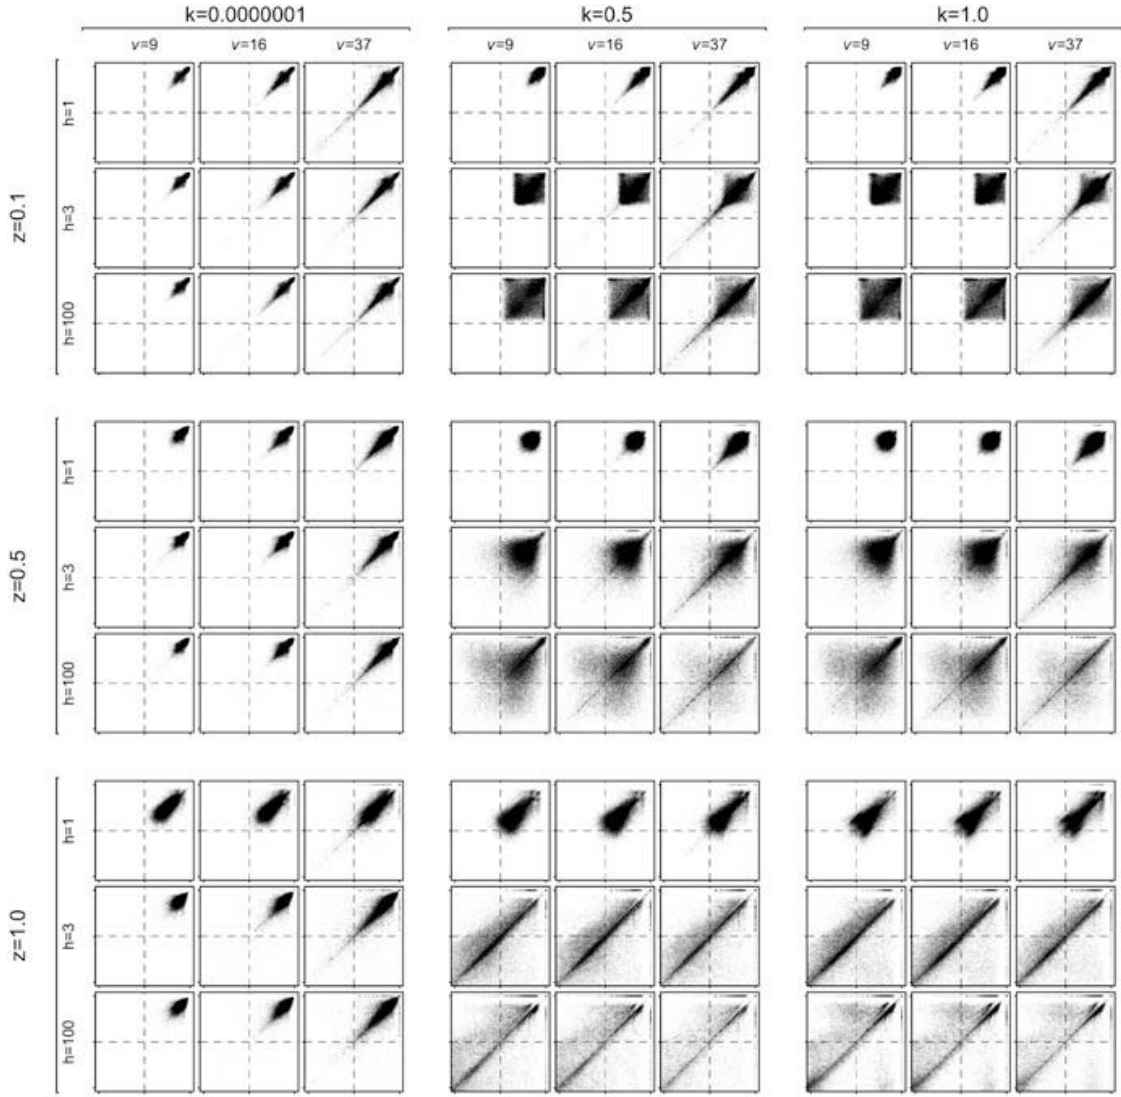 k=0.0000001 k=0.5 k=1.0
v=9 v=16 v=37 v=9 v=16 v=37 v=9 v=16 v=37
z=0.1
h=1
h=3
h=100
z=0.5
h=1
h=3
h=100
z=1.0
h=1
h=3
h=100